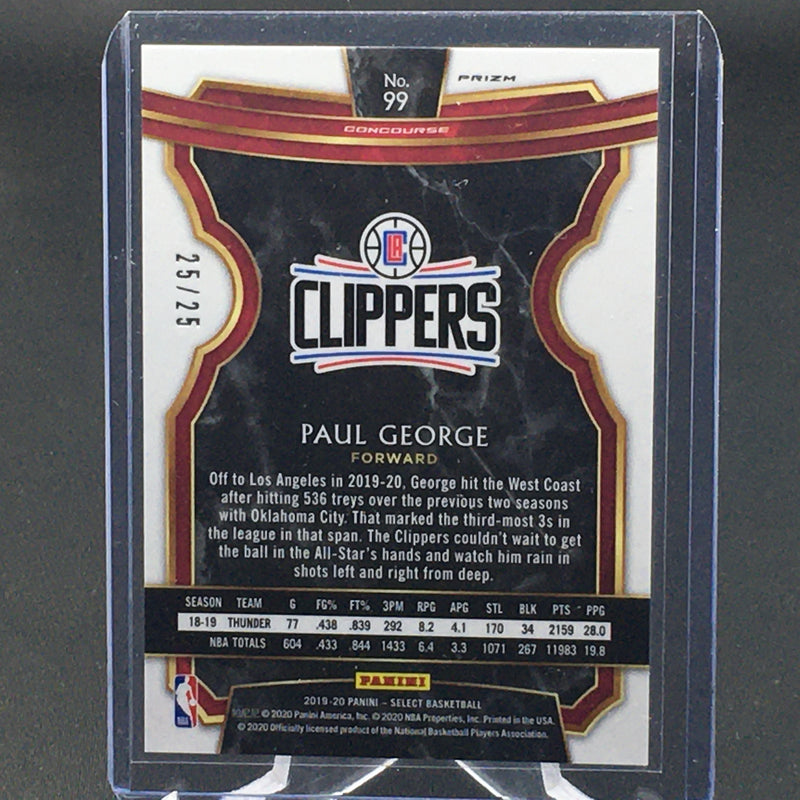 No.
99
PRIZM
CONCOURSE
25/25
LA
CLIPPERS
PAUL GEORGE
FORWARD
Off to Los Angeles in 2019-20, George hit the West Coast
after hitting 536 treys over the previous two seasons
with Oklahoma City. That marked the third-most 3s in
the league in that span. The Clippers couldn't wait to get
the ball in the All-Star's hands and watch him rain in
shots left and right from deep.
SEASON TEAM G FG% FT% 3PM RPG APG STL BLK PTS PPG
18-19 THUNDER 77 .438 .839 292 8.2 4.1 170 34 2159 28.0
NBA TOTALS 604 .433 .844 1433 6.4 3.3 1071 267 11983 19.8
PANINI
2019-20 PANINI – SELECT BASKETBALL
© 2020 Panini America, Inc. © 2020 NBA Properties, Inc. Printed in the USA.
© 2020 Officially licensed product of the National Basketball Players Association.
NBA